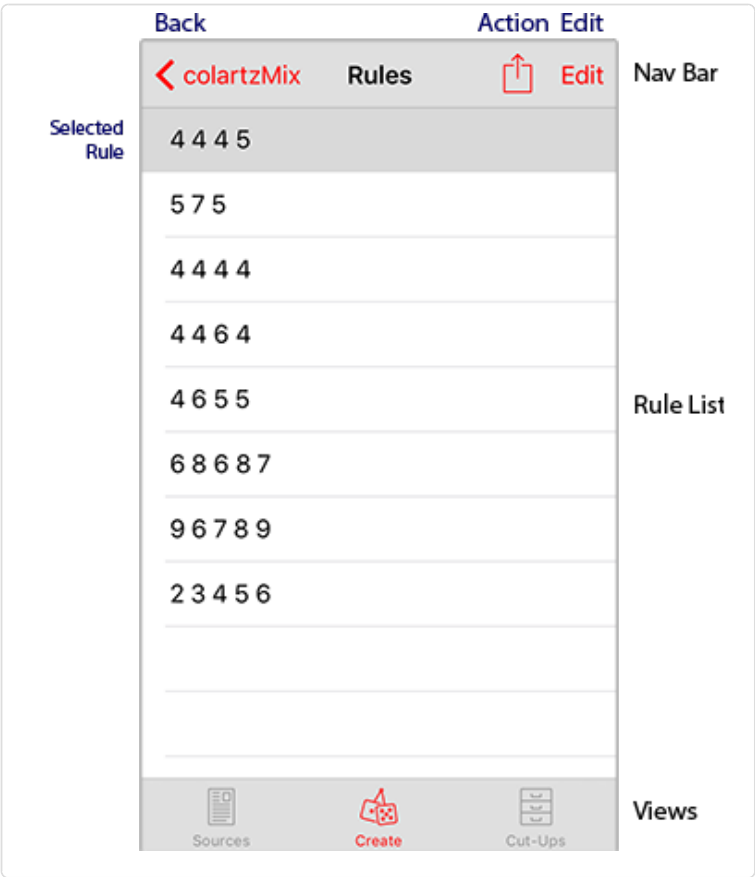 Back Action Edit
colartzMix Rules Edit Nav Bar
Selected
Rule
4 4 4 5
5 7 5
4 4 4 4
4 4 6 4
4 6 5 5
Rule List
6 8 6 8 7
9 6 7 8 9
2 3 4 5 6
Sources Create Cut-Ups
Views